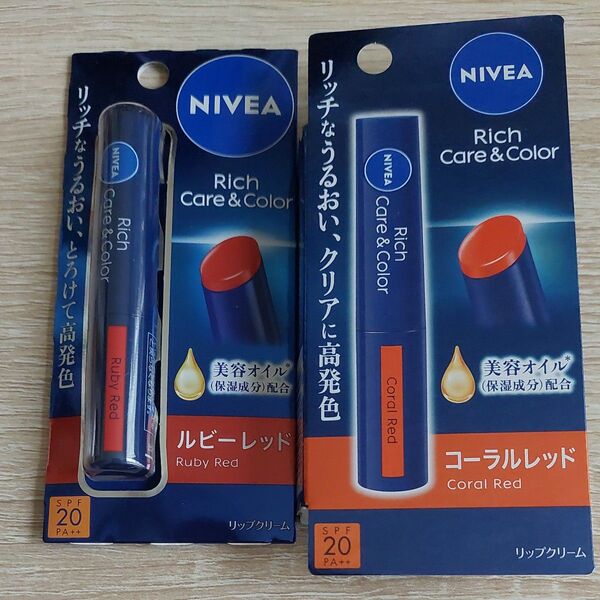 リッチなうるおい、とろけて高発色
NIVEA
Rich
Care & Color
NIVEA
Rich
Care & Color
Ruby Red
美容オイル*
(保湿成分)配合
ルビーレッド
Ruby Red
SPF
20
PA++
リップクリーム
リッチなうるおい、クリアに高発色
NIVEA
Rich
Care & Color
NIVEA
Rich
Care & Color
Coral Red
美容オイル*
(保湿成分)配合
コーラルレッド
Coral Red
SPF
20
PA++
リップクリーム